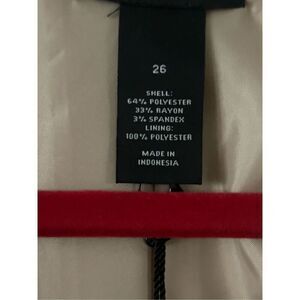 26
SHELL:
64% POLYESTER
33% RAYON
3% SPANDEX
LINING:
100% POLYESTER
MADE IN
INDONESIA